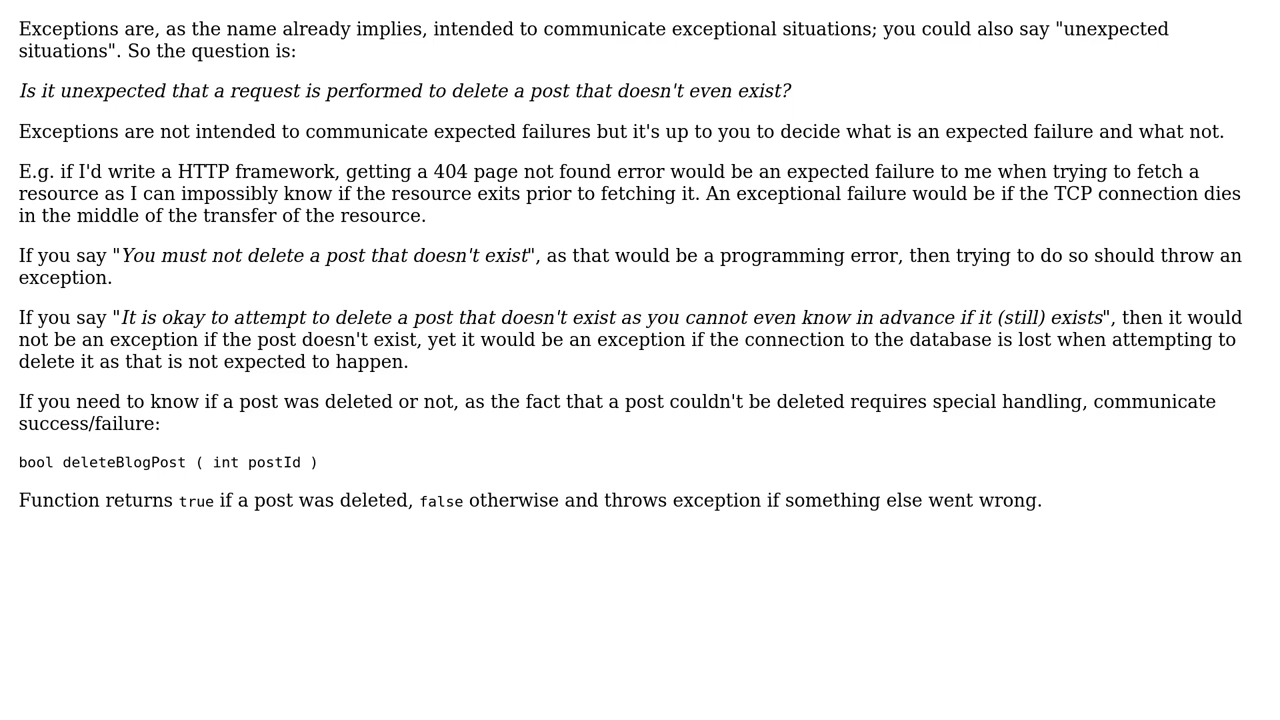 Exceptions are, as the name already implies, intended to communicate exceptional situations; you could also say "unexpected
situations". So the question is:
Is it unexpected that a request is performed to delete a post that doesn't even exist?
Exceptions are not intended to communicate expected failures but it's up to you to decide what is an expected failure and what not.
E.g. if I'd write a HTTP framework, getting a 404 page not found error would be an expected failure to me when trying to fetch a
resource as I can impossibly know if the resource exits prior to fetching it. An exceptional failure would be if the TCP connection dies
in the middle of the transfer of the resource.
If you say "You must not delete a post that doesn't exist", as that would be a programming error, then trying to do so should throw an
exception.
If you say "It is okay to attempt to delete a post that doesn't exist as you cannot even know in advance if it (still) exists", then it would
not be an exception if the post doesn't exist, yet it would be an exception if the connection to the database is lost when attempting to
delete it as that is not expected to happen.
If you need to know if a post was deleted or not, as the fact that a post couldn't be deleted requires special handling, communicate
success/failure:
bool deleteBlogPost ( int postId )
Function returns true if a post was deleted, false otherwise and throws exception if something else went wrong.